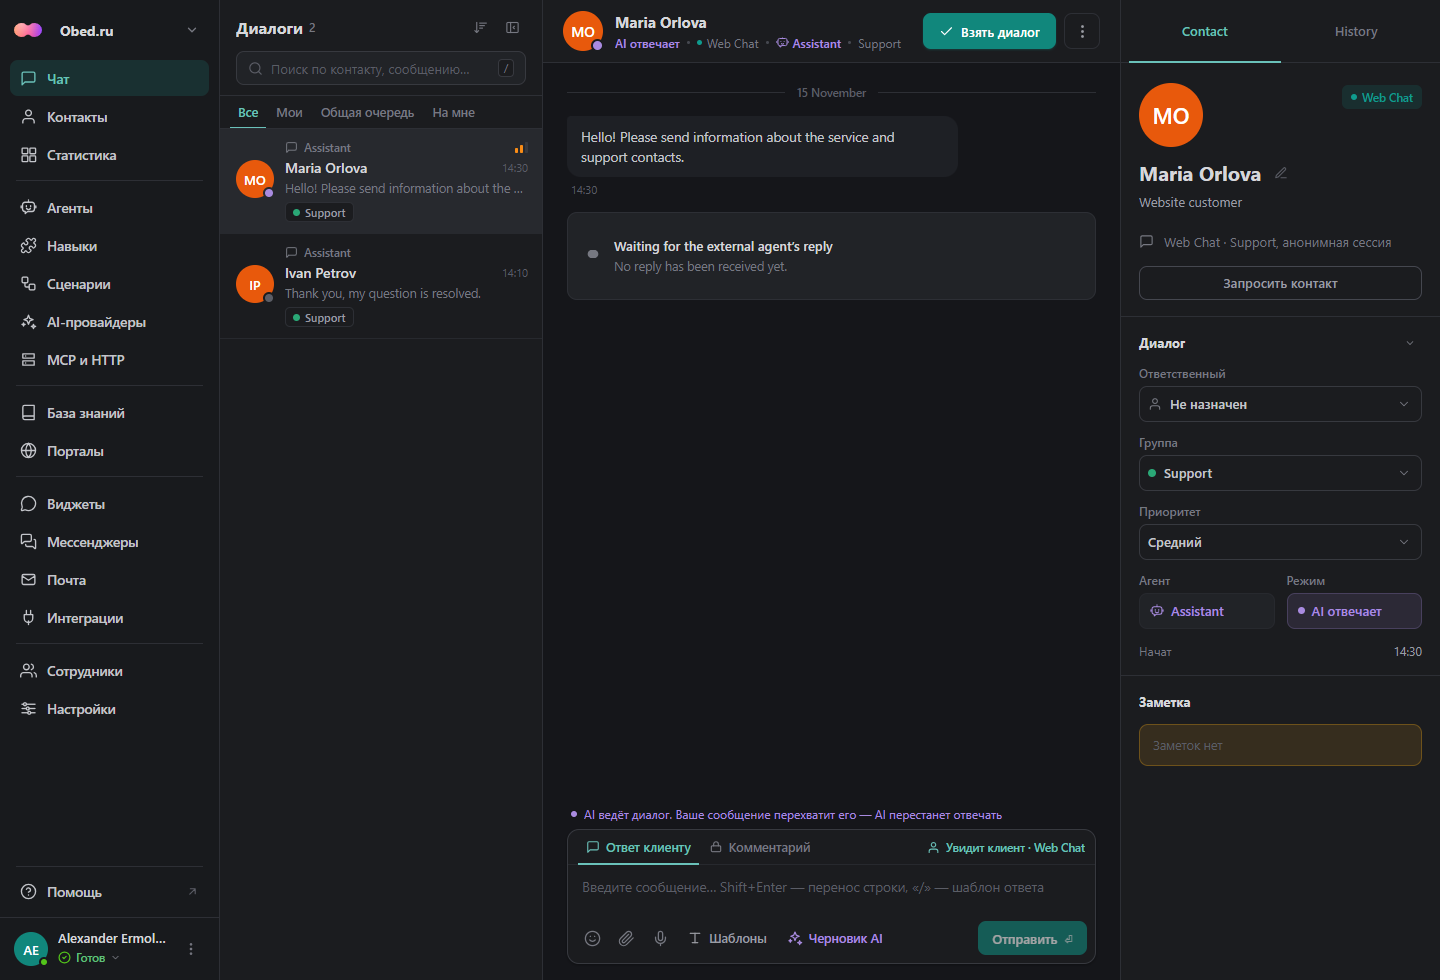 Obed.ru
Чат
Контакты
Статистика
Агенты
Навыки
Сценарии
AI-провайдеры
MCP и HTTP
База знаний
Порталы
Виджеты
Мессенджеры
Почта
Интеграции
Сотрудники
Настройки
Помощь
AE
Alexander Ermol...
Готов
Диалоги 2
Поиск по контакту, сообщению... /
Все Мои Общая очередь На мне
Assistant
MO
Maria Orlova 14:30
Hello! Please send information about the ...
Support
Assistant
IP
Ivan Petrov 14:10
Thank you, my question is resolved.
Support
MO
Maria Orlova
AI отвечает • Web Chat • Assistant • Support
Взять диалог
15 November
Hello! Please send information about the service and
support contacts.
14:30
Waiting for the external agent's reply
No reply has been received yet.
AI ведёт диалог. Ваше сообщение перехватит его — AI перестанет отвечать
Ответ клиенту Комментарий Увидит клиент · Web Chat
Введите сообщение... Shift+Enter — перенос строки, «/» — шаблон ответа
Шаблоны Черновик AI Отправить
Contact History
MO
Web Chat
Maria Orlova
Website customer
Web Chat · Support, анонимная сессия
Запросить контакт
Диалог
Ответственный
Не назначен
Группа
Support
Приоритет
Средний
Агент Режим
Assistant AI отвечает
Начат 14:30
Заметка
Заметок нет